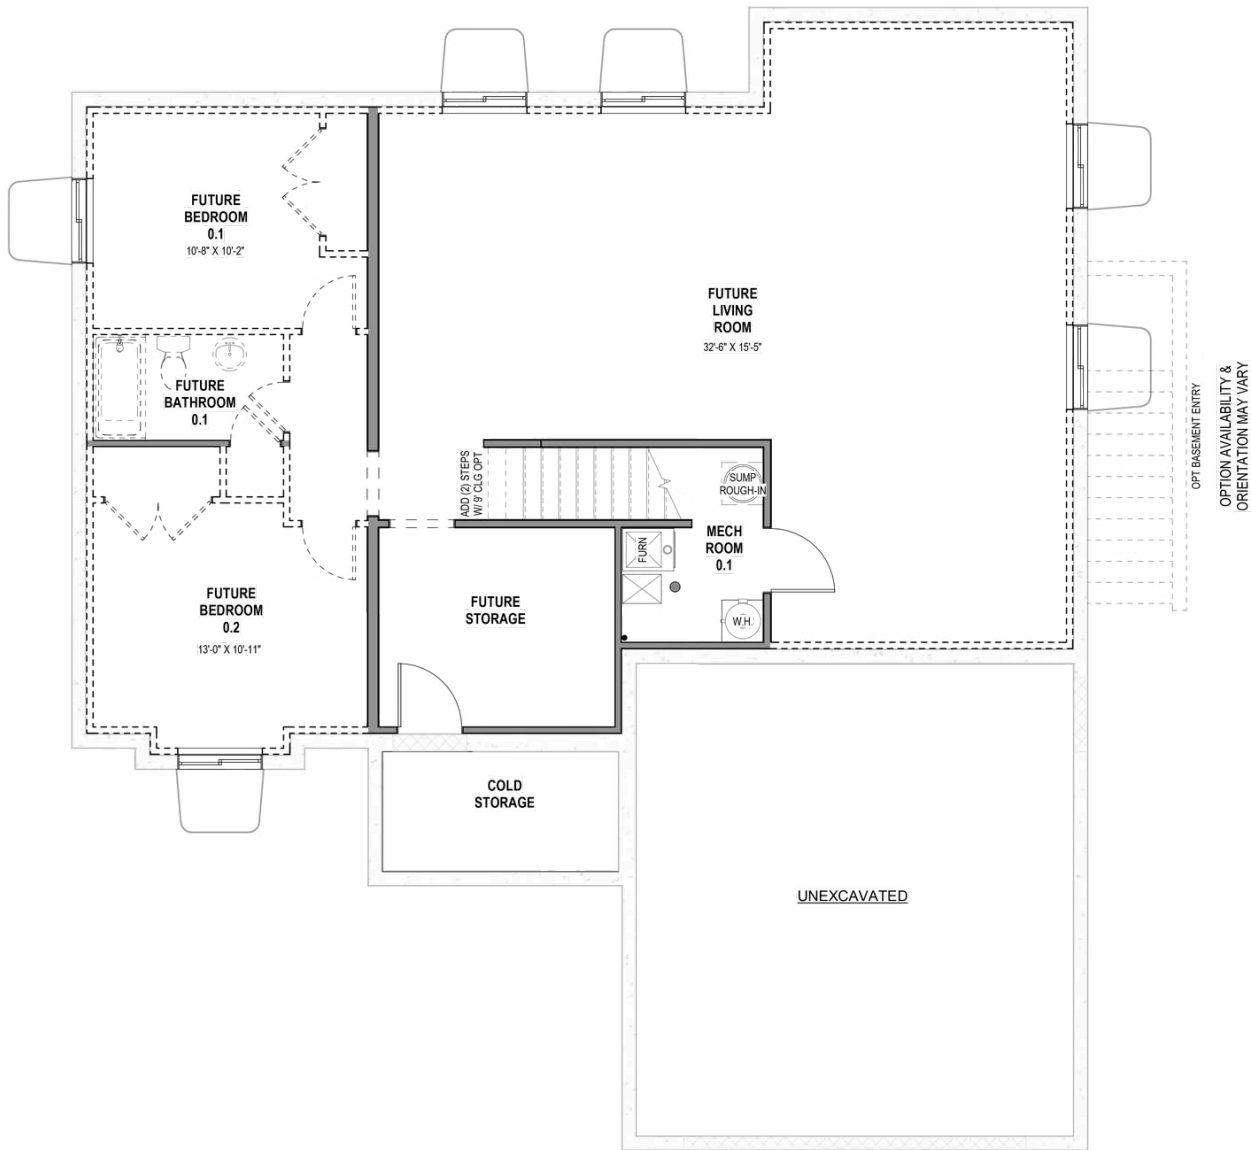 FUTURE
BEDROOM
0.1
10'-8" X 10'-2"
FUTURE
LIVING
ROOM
32'-6" X 15'-5"
FUTURE
BATHROOM
0.1
OPT BASEMENT ENTRY
OPTION AVAILABILITY &
ORIENTATION MAY VARY
ADD (2) STEPS
W/ 9' CLG OPT
SUMP
ROUGH-IN
MECH
ROOM
0.1
FURN
FUTURE
BEDROOM
0.2
13'-0" X 10'-11"
FUTURE
STORAGE
W.H.
COLD
STORAGE
UNEXCAVATED